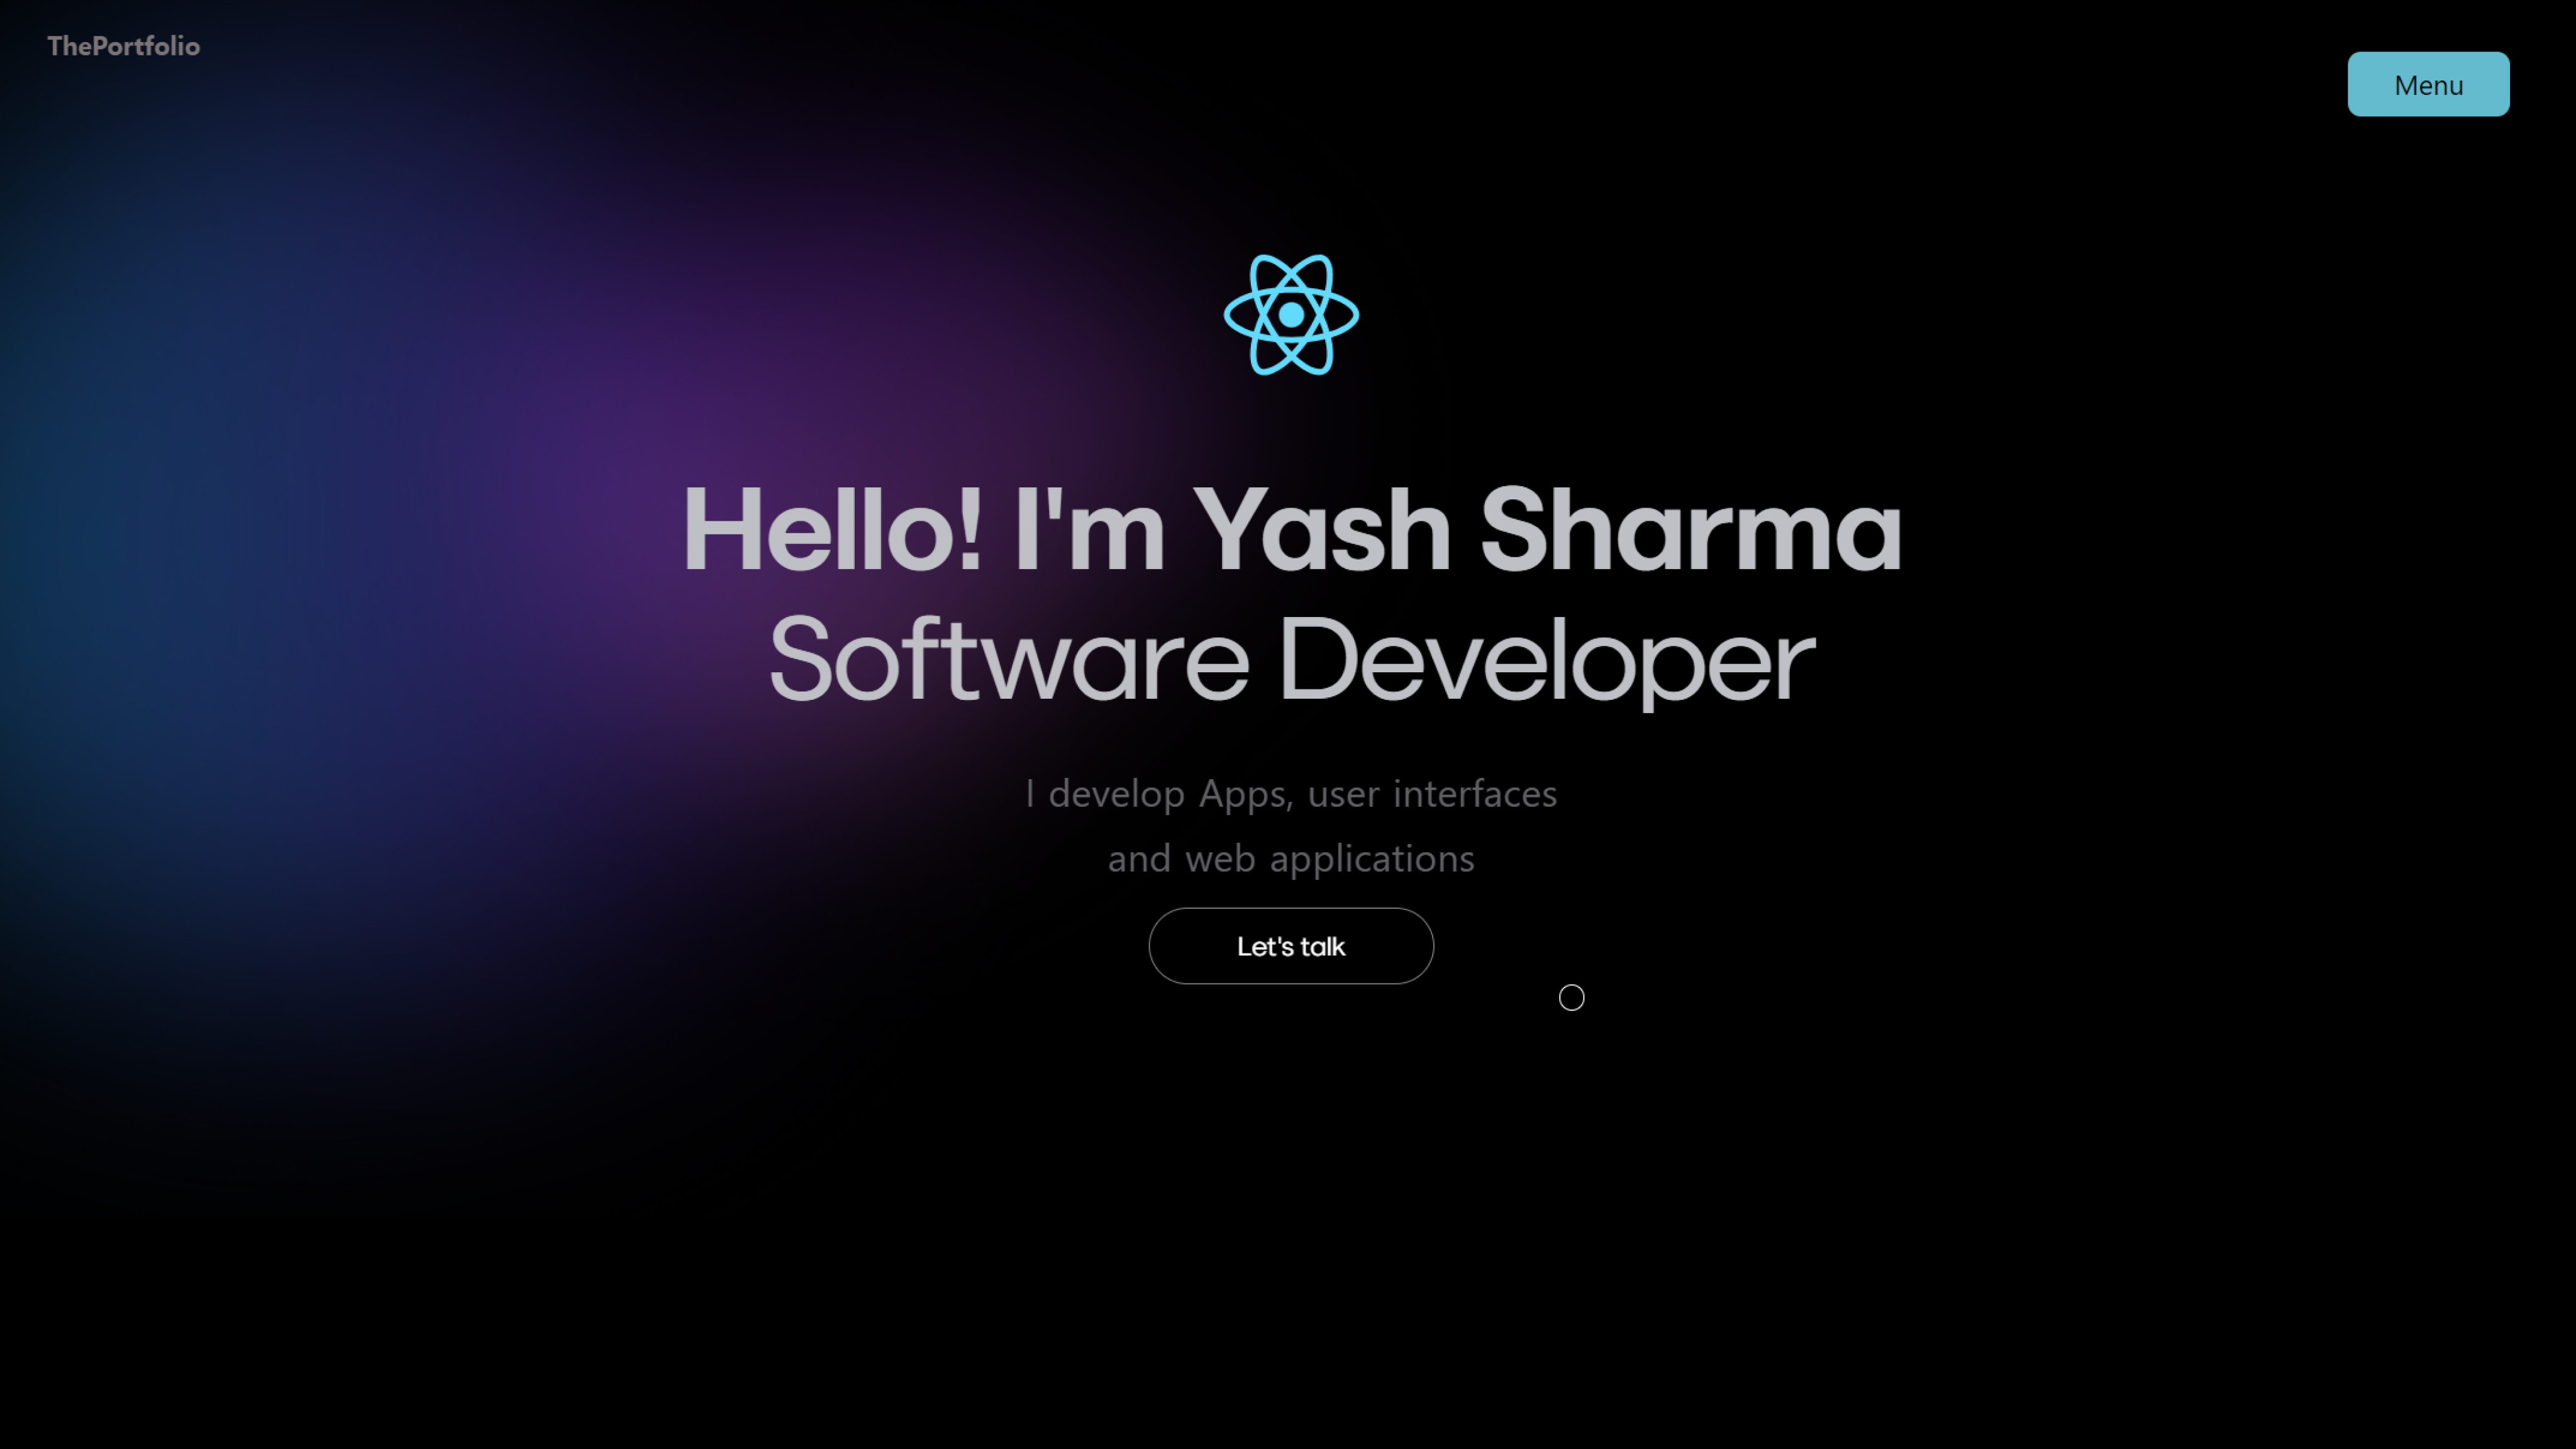 ThePortfolio
Menu
Hello! I'm Yash Sharma
Software Developer
I develop Apps, user interfaces
and web applications
Let's talk